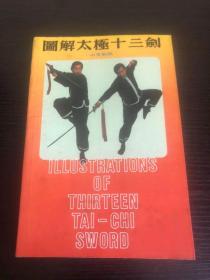 圖解太極十三劍
ILLUSTRATIONS
OF
THIRTEEN
TAI-CHI
SWORD